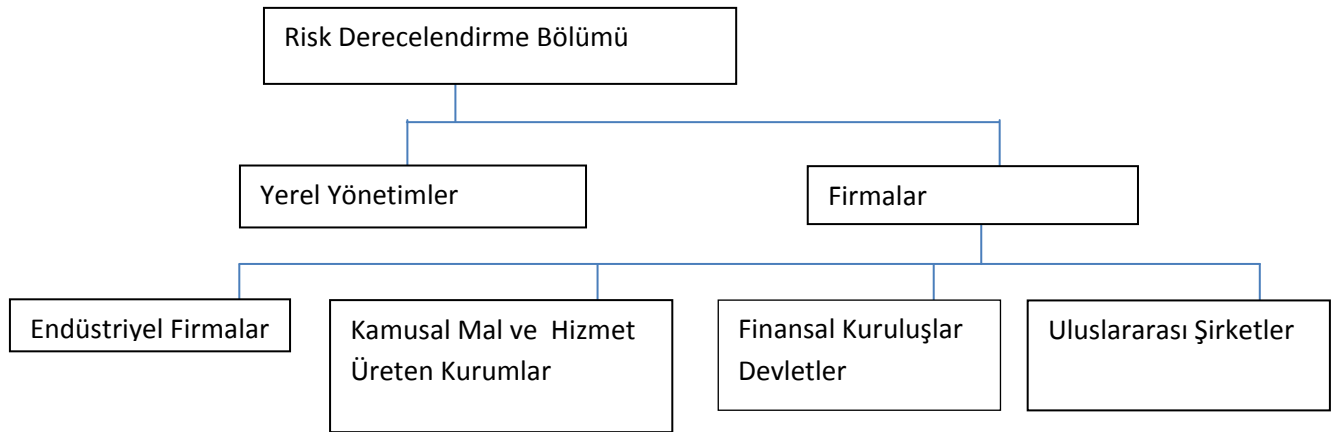 Risk Derecelendirme Bölümü
Yerel Yönetimler
Firmalar
Endüstriyel Firmalar
Kamusal Mal ve Hizmet
Üreten Kurumlar
Finansal Kuruluşlar
Devletler
Uluslararası Şirketler